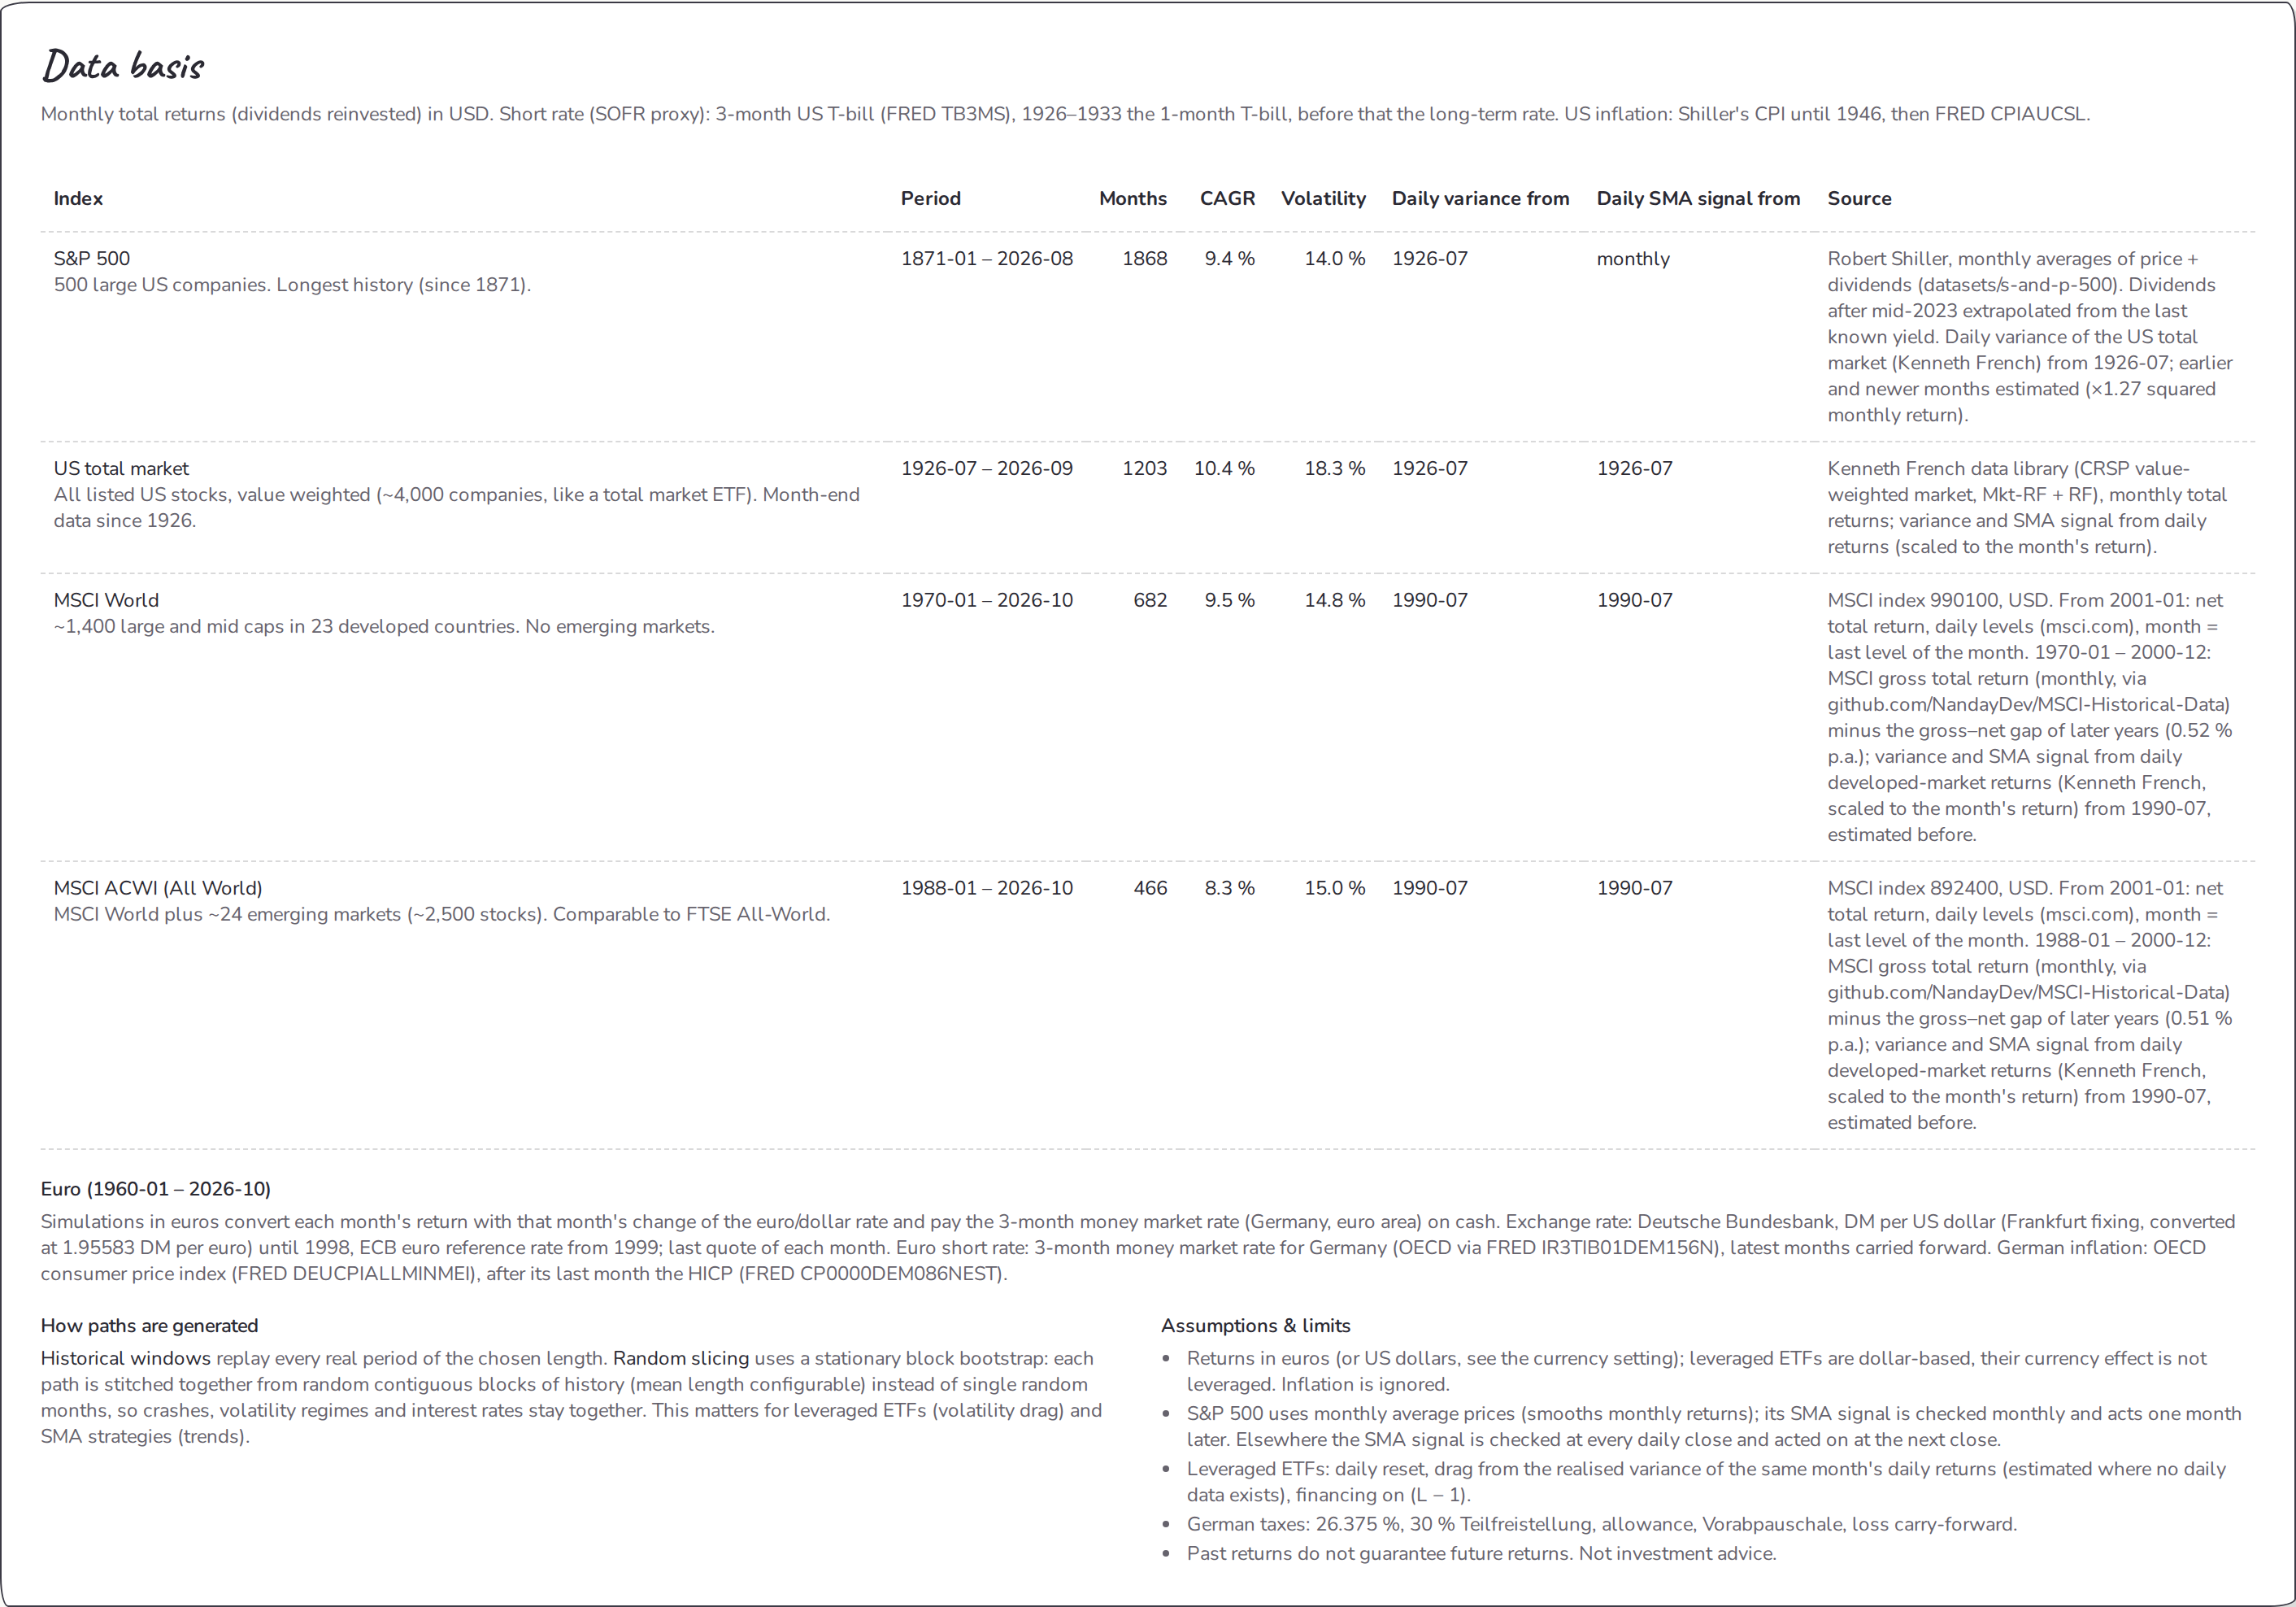 Data basis
Monthly total returns (dividends reinvested) in USD. Short rate (SOFR proxy): 3-month US T-bill (FRED TB3MS), 1926–1933 the 1-month T-bill, before that the long-term rate. US inflation: Shiller's CPI until 1946, then FRED CPIAUCSL.
Index Period Months CAGR Volatility Daily variance from Daily SMA signal from Source
S&P 500 1871-01 – 2026-08 1868 9.4 % 14.0 % 1926-07 monthly
500 large US companies. Longest history (since 1871).
Robert Shiller, monthly averages of price +
dividends (datasets/s-and-p-500). Dividends
after mid-2023 extrapolated from the last
known yield. Daily variance of the US total
market (Kenneth French) from 1926-07; earlier
and newer months estimated (×1.27 squared
monthly return).
US total market 1926-07 – 2026-09 1203 10.4 % 18.3 % 1926-07 1926-07
All listed US stocks, value weighted (~4,000 companies, like a total market ETF). Month-end
data since 1926.
Kenneth French data library (CRSP value-
weighted market, Mkt-RF + RF), monthly total
returns; variance and SMA signal from daily
returns (scaled to the month's return).
MSCI World 1970-01 – 2026-10 682 9.5 % 14.8 % 1990-07 1990-07
~1,400 large and mid caps in 23 developed countries. No emerging markets.
MSCI index 990100, USD. From 2001-01: net
total return, daily levels (msci.com), month =
last level of the month. 1970-01 – 2000-12:
MSCI gross total return (monthly, via
github.com/NandayDev/MSCI-Historical-Data)
minus the gross–net gap of later years (0.52 %
p.a.); variance and SMA signal from daily
developed-market returns (Kenneth French,
scaled to the month's return) from 1990-07,
estimated before.
MSCI ACWI (All World) 1988-01 – 2026-10 466 8.3 % 15.0 % 1990-07 1990-07
MSCI World plus ~24 emerging markets (~2,500 stocks). Comparable to FTSE All-World.
MSCI index 892400, USD. From 2001-01: net
total return, daily levels (msci.com), month =
last level of the month. 1988-01 – 2000-12:
MSCI gross total return (monthly, via
github.com/NandayDev/MSCI-Historical-Data)
minus the gross–net gap of later years (0.51 %
p.a.); variance and SMA signal from daily
developed-market returns (Kenneth French,
scaled to the month's return) from 1990-07,
estimated before.
Euro (1960-01 – 2026-10)
Simulations in euros convert each month's return with that month's change of the euro/dollar rate and pay the 3-month money market rate (Germany, euro area) on cash. Exchange rate: Deutsche Bundesbank, DM per US dollar (Frankfurt fixing, converted
at 1.95583 DM per euro) until 1998, ECB euro reference rate from 1999; last quote of each month. Euro short rate: 3-month money market rate for Germany (OECD via FRED IR3TIB01DEM156N), latest months carried forward. German inflation: OECD
consumer price index (FRED DEUCPIALLMINMEI), after its last month the HICP (FRED CP0000DEM086NEST).
How paths are generated
Historical windows replay every real period of the chosen length. Random slicing uses a stationary block bootstrap: each
path is stitched together from random contiguous blocks of history (mean length configurable) instead of single random
months, so crashes, volatility regimes and interest rates stay together. This matters for leveraged ETFs (volatility drag) and
SMA strategies (trends).
Assumptions & limits
• Returns in euros (or US dollars, see the currency setting); leveraged ETFs are dollar-based, their currency effect is not
leveraged. Inflation is ignored.
• S&P 500 uses monthly average prices (smooths monthly returns); its SMA signal is checked monthly and acts one month
later. Elsewhere the SMA signal is checked at every daily close and acted on at the next close.
• Leveraged ETFs: daily reset, drag from the realised variance of the same month's daily returns (estimated where no daily
data exists), financing on (L – 1).
• German taxes: 26.375 %, 30 % Teilfreistellung, allowance, Vorabpauschale, loss carry-forward.
• Past returns do not guarantee future returns. Not investment advice.